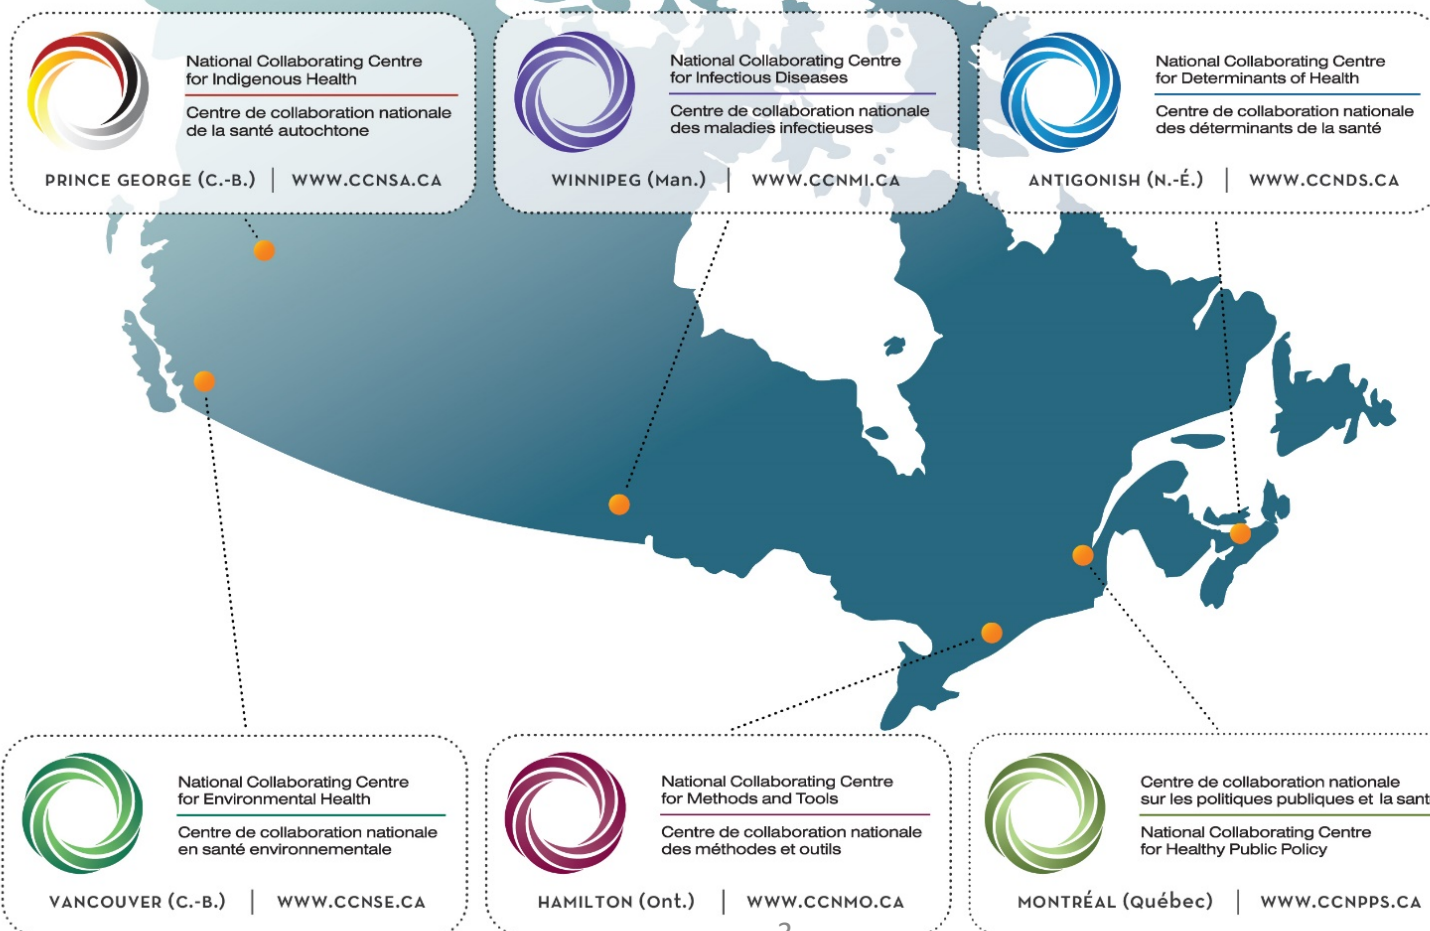 National Collaborating Centre
for Indigenous Health
Centre de collaboration nationale
de la santé autochtone
PRINCE GEORGE (C.-B.) | WWW.CCNSA.CA
National Collaborating Centre
for Infectious Diseases
Centre de collaboration nationale
des maladies infectieuses
WINNIPEG (Man.) | WWW.CCNMI.CA
National Collaborating Centre
for Determinants of Health
Centre de collaboration nationale
des déterminants de la santé
ANTIGONISH (N.-É.) | WWW.CCNDS.CA
National Collaborating Centre
for Environmental Health
Centre de collaboration nationale
en santé environnementale
VANCOUVER (C.-B.) | WWW.CCNSE.CA
National Collaborating Centre
for Methods and Tools
Centre de collaboration nationale
des méthodes et outils
HAMILTON (Ont.) | WWW.CCNMO.CA
Centre de collaboration nationale
sur les politiques publiques et la sant
National Collaborating Centre
for Healthy Public Policy
MONTRÉAL (Québec) | WWW.CCNPPS.CA